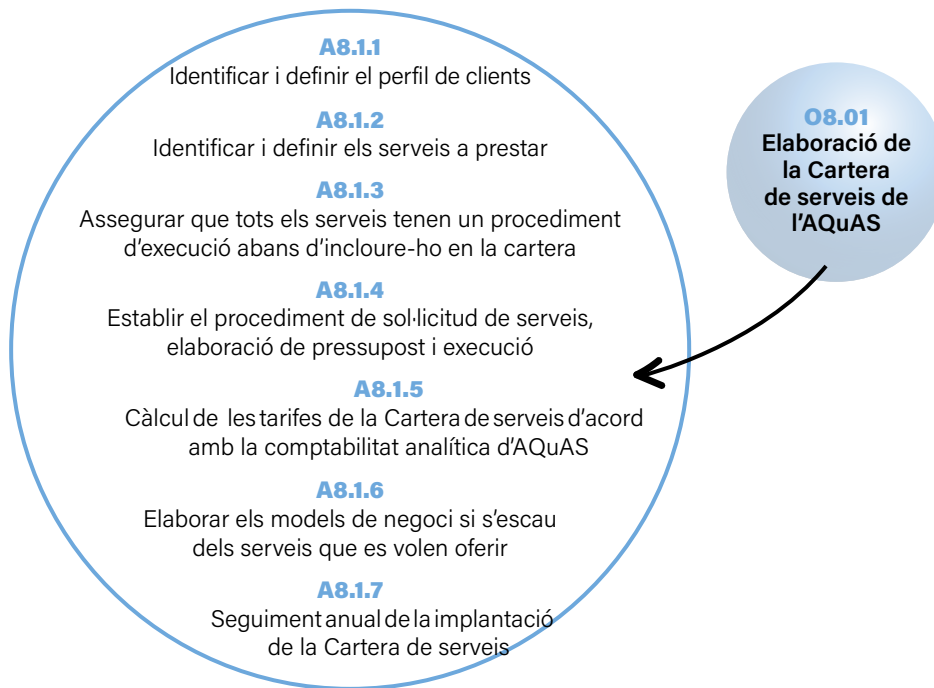 A8.1.1
Identificar i definir el perfil de clients
A8.1.2
Identificar i definir els serveis a prestar
A8.1.3
Assegurar que tots els serveis tenen un procediment
d'execució abans d'incloure-ho en la cartera
A8.1.4
Establir el procediment de sol·licitud de serveis,
elaboració de pressupost i execució
A8.1.5
Càlcul de les tarifes de la Cartera de serveis d'acord
amb la comptabilitat analítica d'AQuAS
A8.1.6
Elaborar els models de negoci si s'escau
dels serveis que es volen oferir
A8.1.7
Seguiment anual de la implantació
de la Cartera de serveis
O8.01
Elaboració de
la Cartera
de serveis de
l'AQuAS